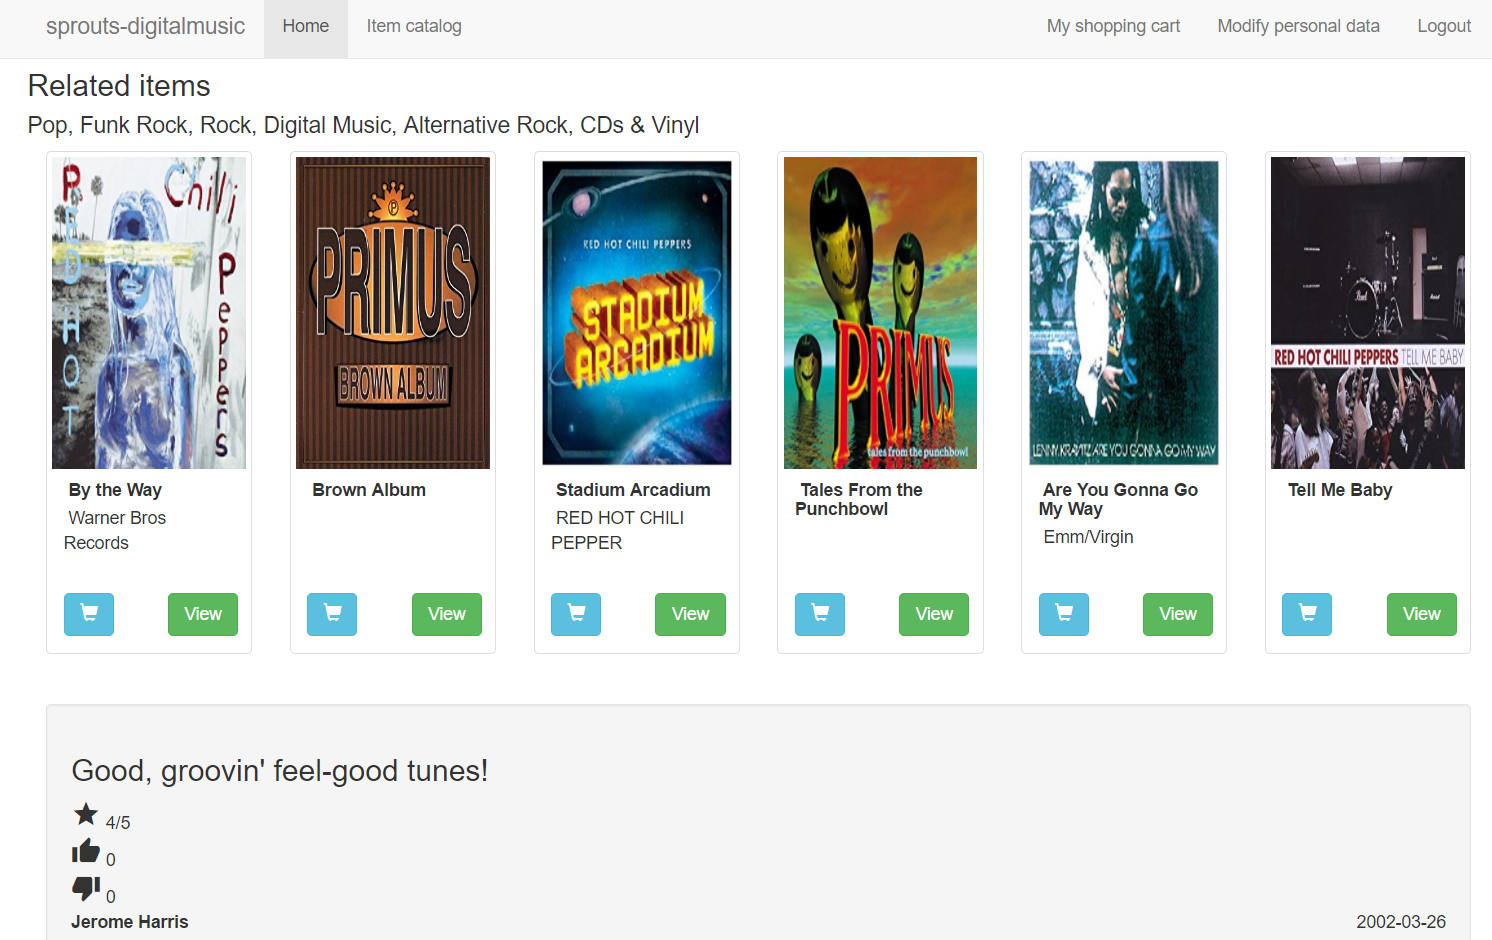 sprouts-digitalmusic Home Item catalog My shopping cart Modify personal data Logout
Related items
Pop, Funk Rock, Rock, Digital Music, Alternative Rock, CDs & Vinyl
RED HOT
Chili
Peppers
PRIMUS
BROWN ALBUM
RED HOT CHILI PEPPERS
STADIUM
ARCADIUM
PRIMUS
tales from the punchbowl
LENNY KRAVITZ ARE YOU GONNA GO MY WAY
RED HOT CHILI PEPPERS TELL ME BABY
By the Way
Warner Bros
Records
View
Brown Album
View
Stadium Arcadium
RED HOT CHILI
PEPPER
View
Tales From the
Punchbowl
View
Are You Gonna Go
My Way
Emm/Virgin
View
Tell Me Baby
View
Good, groovin' feel-good tunes!
4/5
0
0
Jerome Harris 2002-03-26